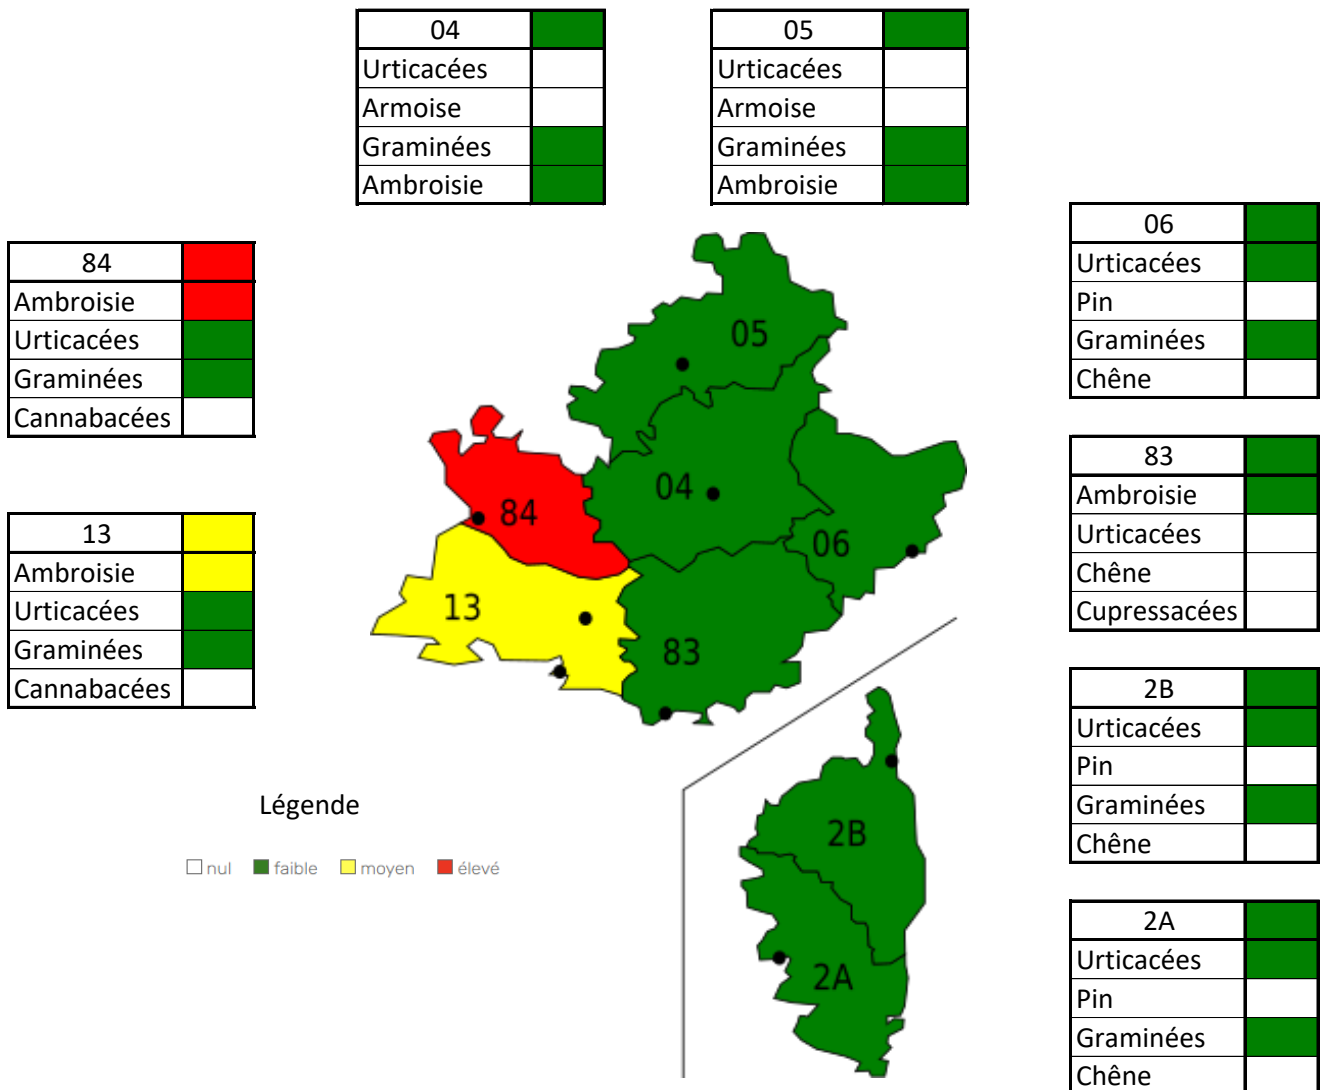 04
Urticacées
Armoise
Graminées
Ambroisie
05
Urticacées
Armoise
Graminées
Ambroisie
06
Urticacées
Pin
Graminées
Chêne
84
Ambroisie
Urticacées
Graminées
Cannabacées
13
Ambroisie
Urticacées
Graminées
Cannabacées
83
Ambroisie
Urticacées
Chêne
Cupressacées
2B
Urticacées
Pin
Graminées
Chêne
2A
Urticacées
Pin
Graminées
Chêne
05
04
84
06
13
83
2B
2A
Légende
nul faible moyen élevé